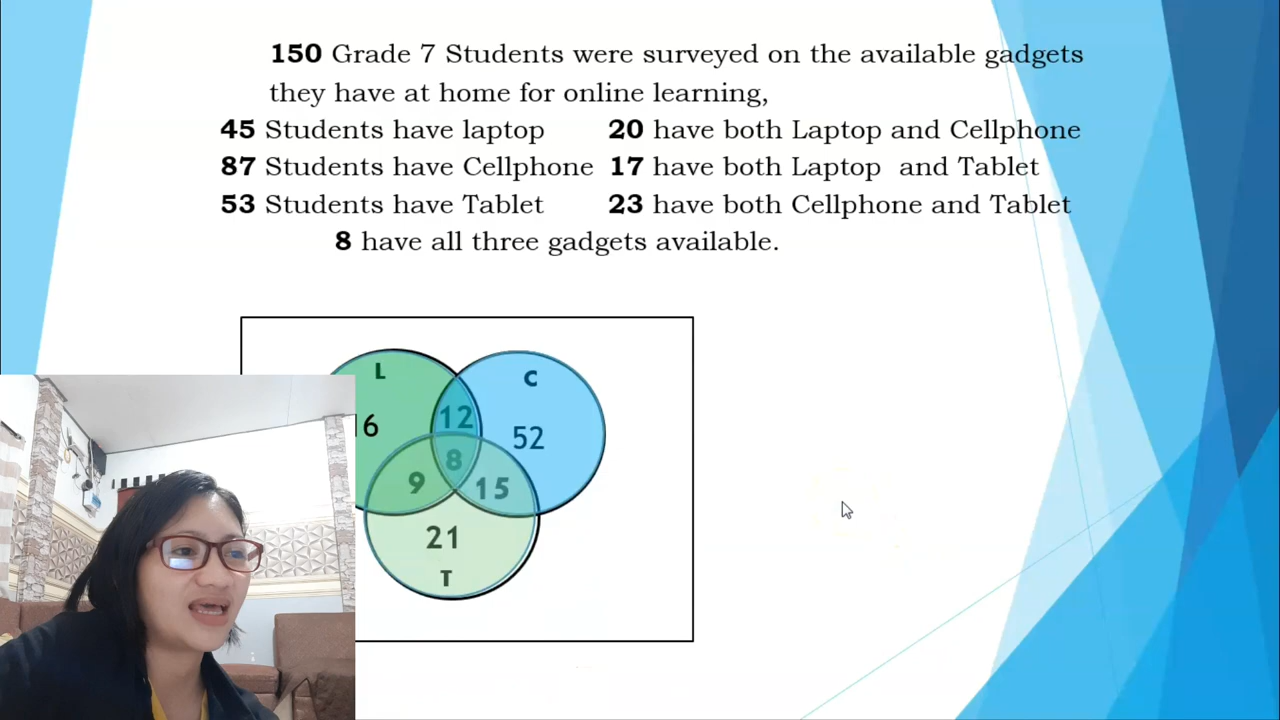 150 Grade 7 Students were surveyed on the available gadgets
they have at home for online learning,
45 Students have laptop 20 have both Laptop and Cellphone
87 Students have Cellphone 17 have both Laptop and Tablet
53 Students have Tablet 23 have both Cellphone and Tablet
8 have all three gadgets available.
L
C
12
6
52
8
9
15
21
T